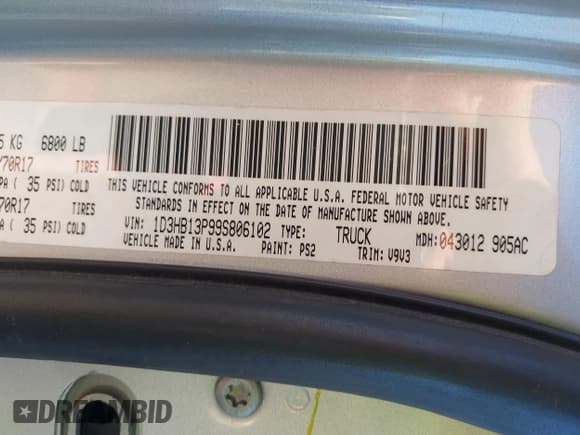 5 KG 6800 LB
70R17 TIRES
PA ( 35 PSI) COLD
70R17 TIRES
PA ( 35 PSI) COLD
THIS VEHICLE CONFORMS TO ALL APPLICABLE U.S.A. FEDERAL MOTOR VEHICLE SAFETY
STANDARDS IN EFFECT ON THE DATE OF MANUFACTURE SHOWN ABOVE.
VIN: 1D3HB13P99S806102 TYPE: TRUCK MDH: 043012 905AC
VEHICLE MADE IN U.S.A. PAINT: PS2 TRIM: V9V3
DREAMBID